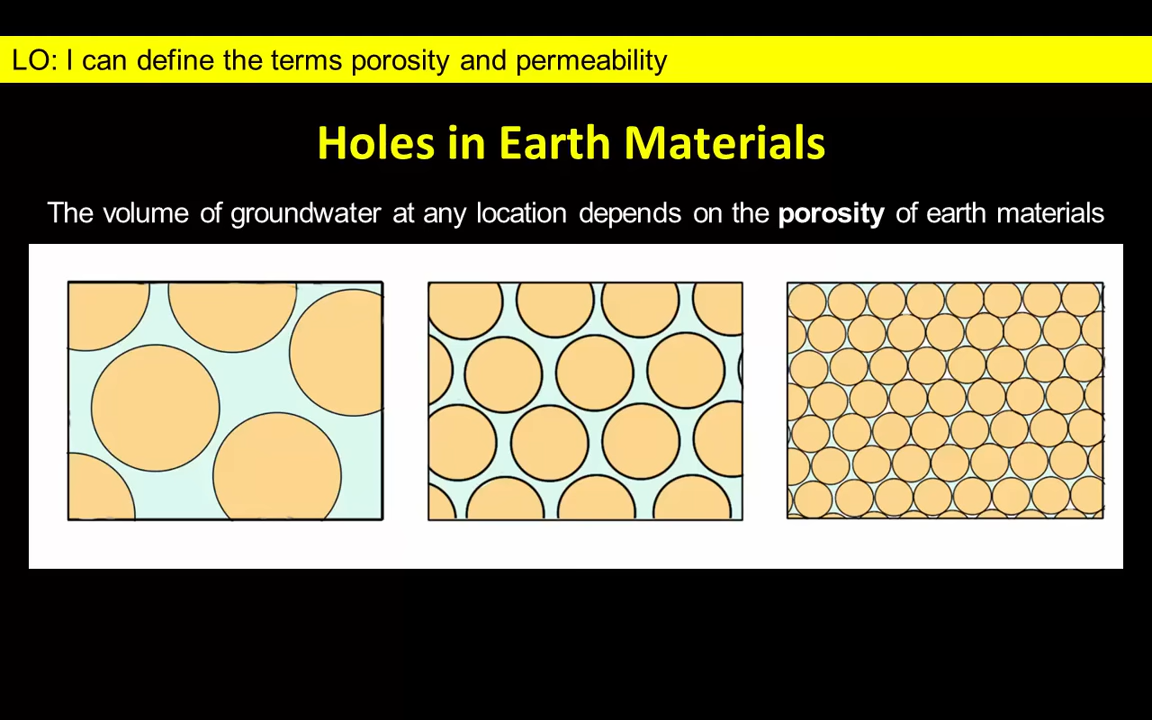 LO: I can define the terms porosity and permeability
Holes in Earth Materials
The volume of groundwater at any location depends on the porosity of earth materials